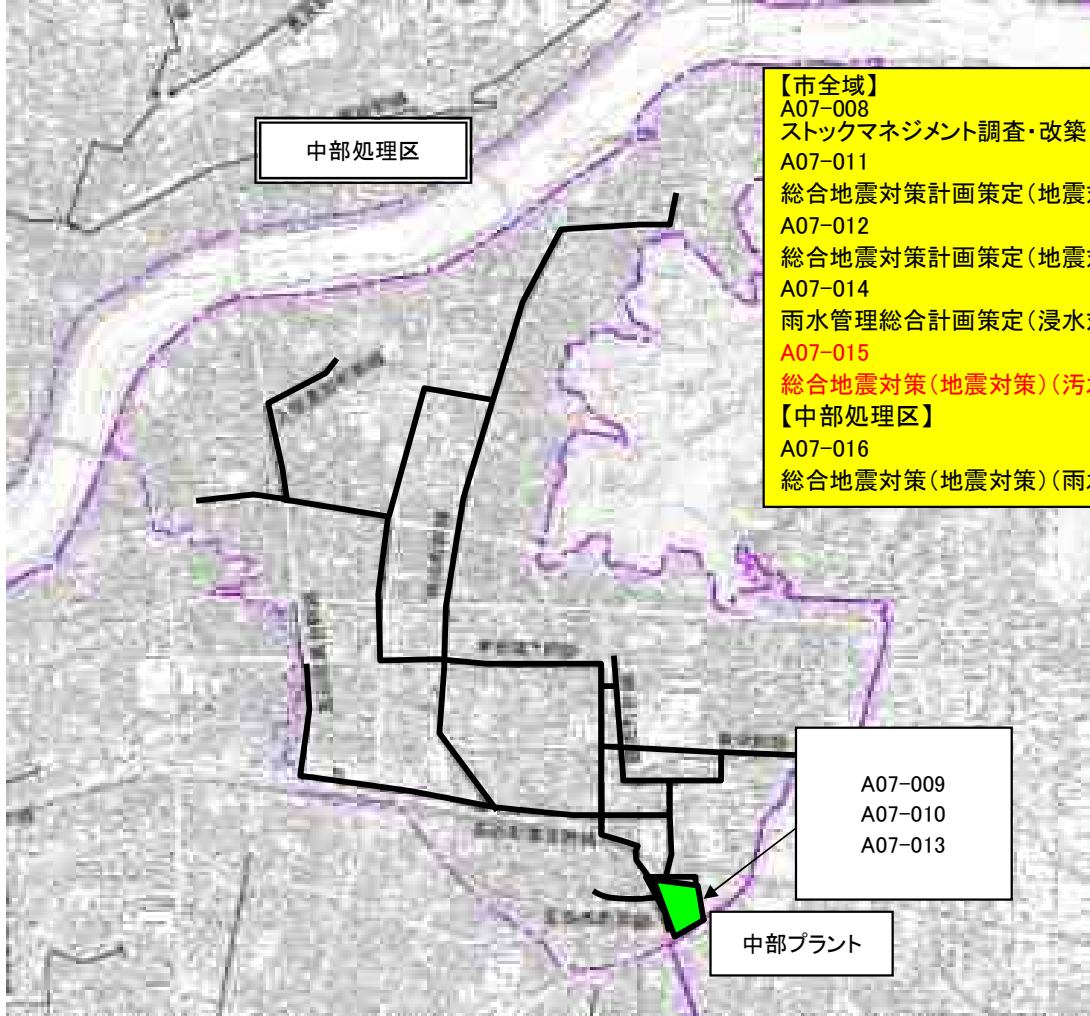 中部処理区
【市全域】
A07-008
ストックマネジメント調査・改築
A07-011
総合地震対策計画策定(地震
A07-012
総合地震対策計画策定(地震
A07-014
雨水管理総合計画策定(浸水
A07-015
総合地震対策(地震対策)(汚
【中部処理区】
A07-016
総合地震対策(地震対策)(雨
A07-009
A07-010
A07-013
中部プラント